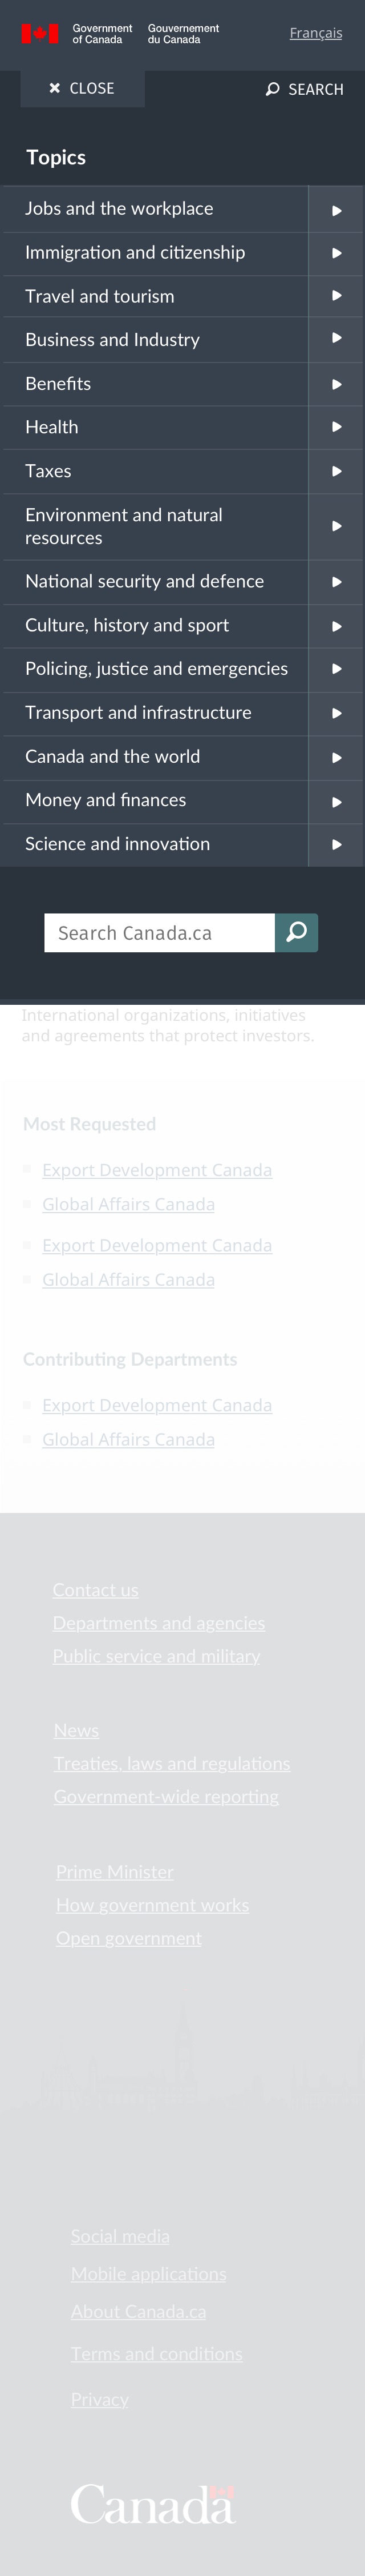 Government
of Canada
Gouvernement
du Canada
Français
CLOSE
SEARCH
Topics
Jobs and the workplace
Immigration and citizenship
Travel and tourism
Business and Industry
Benefits
Health
Taxes
Environment and natural
resources
National security and defence
Culture, history and sport
Policing, justice and emergencies
Transport and infrastructure
Canada and the world
Money and finances
Science and innovation
Search Canada.ca
International organizations, initiatives
and agreements that protect investors.
Most Requested
Export Development Canada
Global Affairs Canada
Export Development Canada
Global Affairs Canada
Contributing Departments
Export Development Canada
Global Affairs Canada
Contact us
Departments and agencies
Public service and military
News
Treaties, laws and regulations
Government-wide reporting
Prime Minister
How government works
Open government
Social media
Mobile applications
About Canada.ca
Terms and conditions
Privacy
Canada